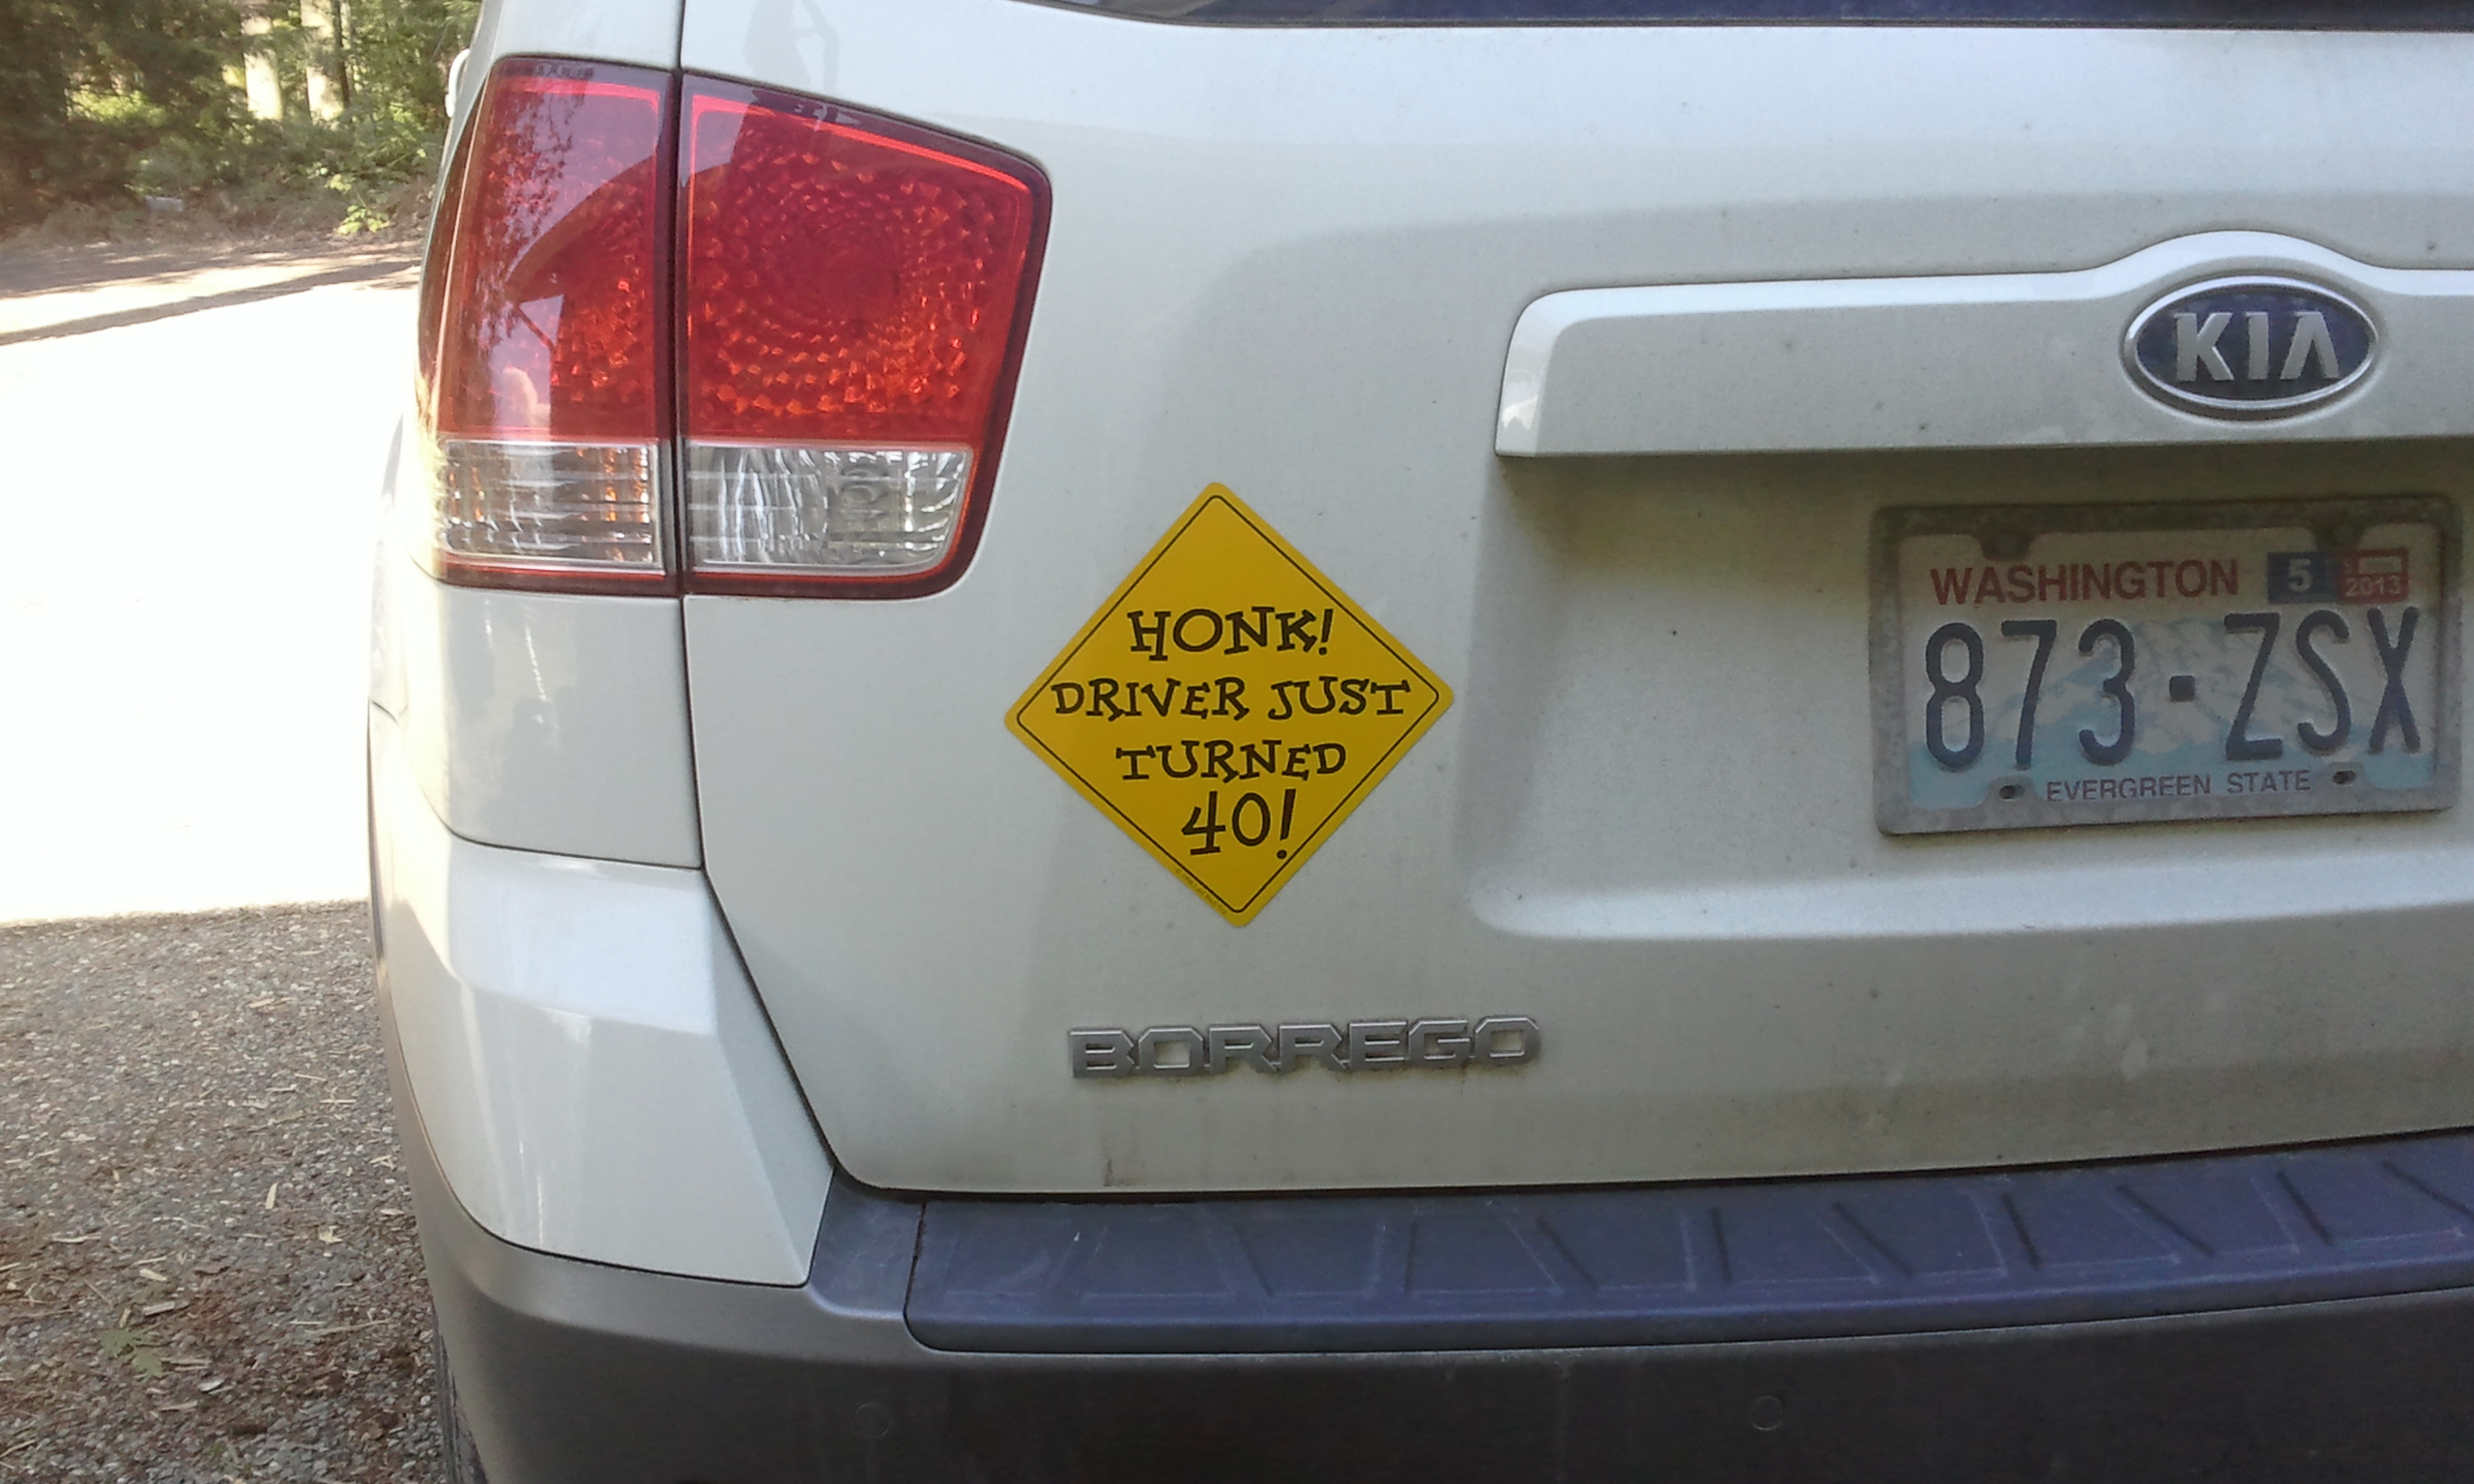 KIA
WASHINGTON 5 2013
873·ZSX
EVERGREEN STATE
HONK!
DRIVER JUST
TURNED
40!
BORREGO